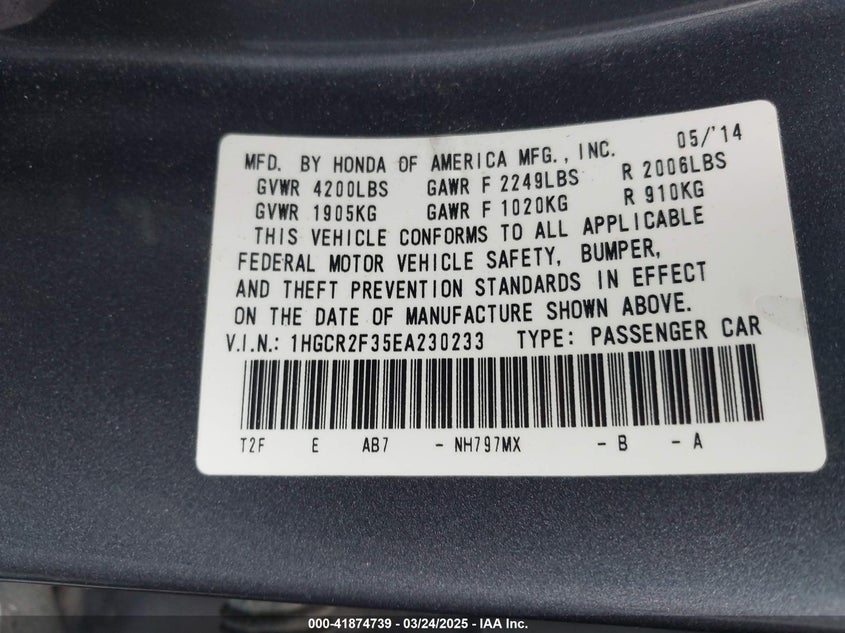 05/'14
MFD. BY HONDA OF AMERICA MFG., INC.
GVWR 4200LBS GAWR F 2249LBS R 2006LBS
GVWR 1905KG GAWR F 1020KG R 910KG
THIS VEHICLE CONFORMS TO ALL APPLICABLE
FEDERAL MOTOR VEHICLE SAFETY, BUMPER,
AND THEFT PREVENTION STANDARDS IN EFFECT
ON THE DATE OF MANUFACTURE SHOWN ABOVE.
V.I.N.: 1HGCR2F35EA230233 TYPE: PASSENGER CAR
T2F E AB7 - NH797MX - B - A
000-41874739 - 03/24/2025 - IAA Inc.